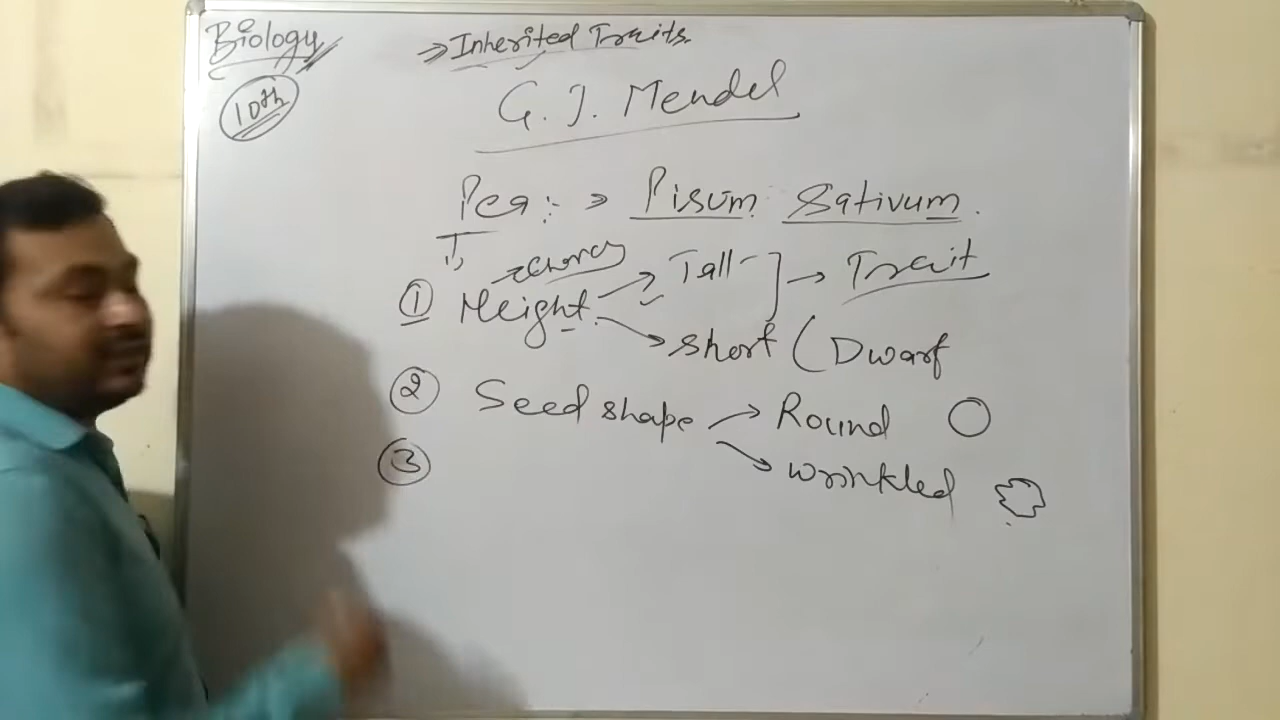 Biology
10th
⇒ Inherited Traits.
G. J. Mendel
Pea :- → Pisum Sativum.
① Height. → Tall → Trait
→ short ( Dwarf
② Seed shape → Round
→ wrinkled
③